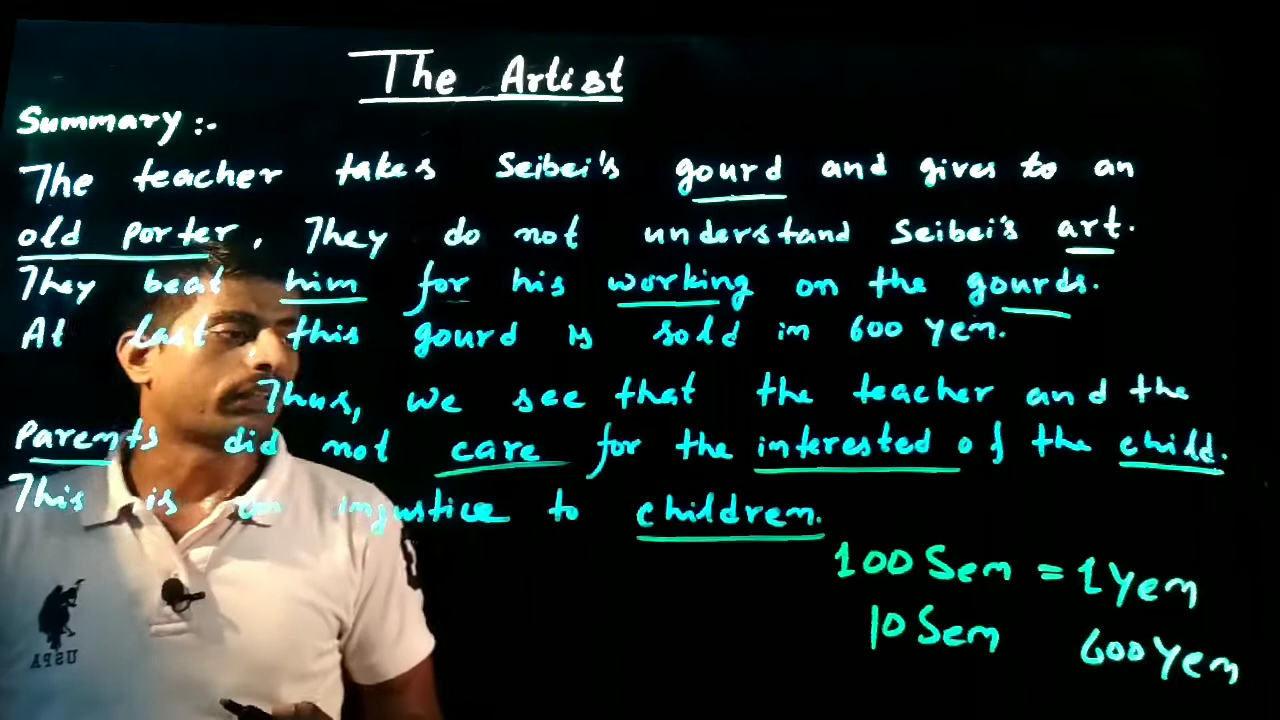 The Artist
Summary :-
The teacher takes Seibei's gourd and gives to an
old porter. They do not understand Seibei's art.
They beat him for his working on the gourds.
At last this gourd is sold in 600 Yen.
Thus, we see that the teacher and the
Parents did not care for the interested of the child.
This is an injustice to children.
100 Sen = 1 Yen
10 Sen 600 Yen
USPA